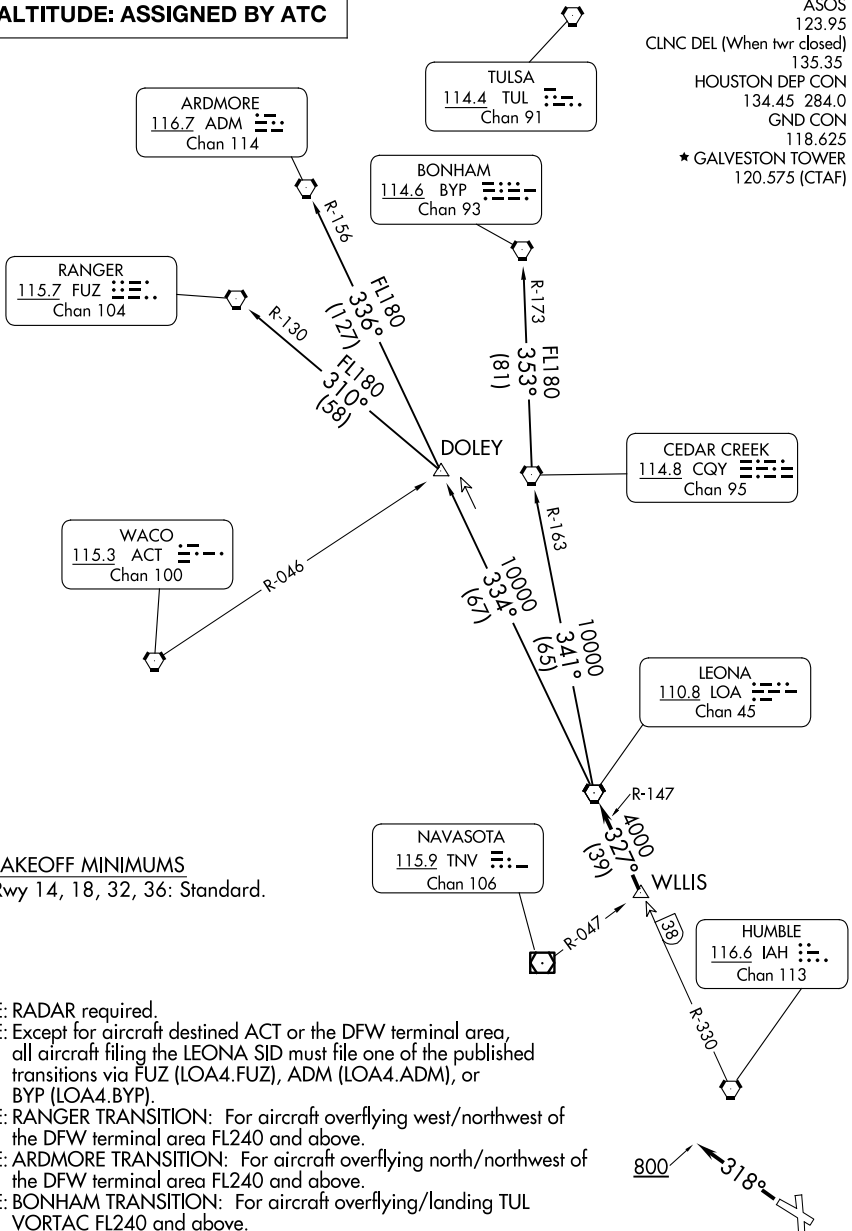 ALTITUDE: ASSIGNED BY ATC
ASOS
123.95
CLNC DEL (When twr closed)
135.35
HOUSTON DEP CON
134.45 284.0
GND CON
118.625
★ GALVESTON TOWER
120.575 (CTAF)
TULSA
114.4 TUL
Chan 91
ARDMORE
116.7 ADM
Chan 114
BONHAM
114.6 BYP
Chan 93
RANGER
115.7 FUZ
Chan 104
R-156
R-173
R-130
FL180
336°
(127)
FL180
310°
(58)
FL180
353°
(81)
DOLEY
CEDAR CREEK
114.8 CQY
Chan 95
WACO
115.3 ACT
Chan 100
R-046
R-163
10000
334°
(67)
10000
341°
(65)
LEONA
110.8 LOA
Chan 45
R-147
4000
327°
(39)
NAVASOTA
115.9 TNV
Chan 106
WLLIS
R-047
38
HUMBLE
116.6 IAH
Chan 113
R-330
AKEOFF MINIMUMS
Rwy 14, 18, 32, 36: Standard.
E: RADAR required.
E: Except for aircraft destined ACT or the DFW terminal area,
all aircraft filing the LEONA SID must file one of the published
transitions via FUZ (LOA4.FUZ), ADM (LOA4.ADM), or
BYP (LOA4.BYP).
E: RANGER TRANSITION: For aircraft overflying west/northwest of
the DFW terminal area FL240 and above.
E: ARDMORE TRANSITION: For aircraft overflying north/northwest of
the DFW terminal area FL240 and above.
E: BONHAM TRANSITION: For aircraft overflying/landing TUL
VORTAC FL240 and above.
800
318°